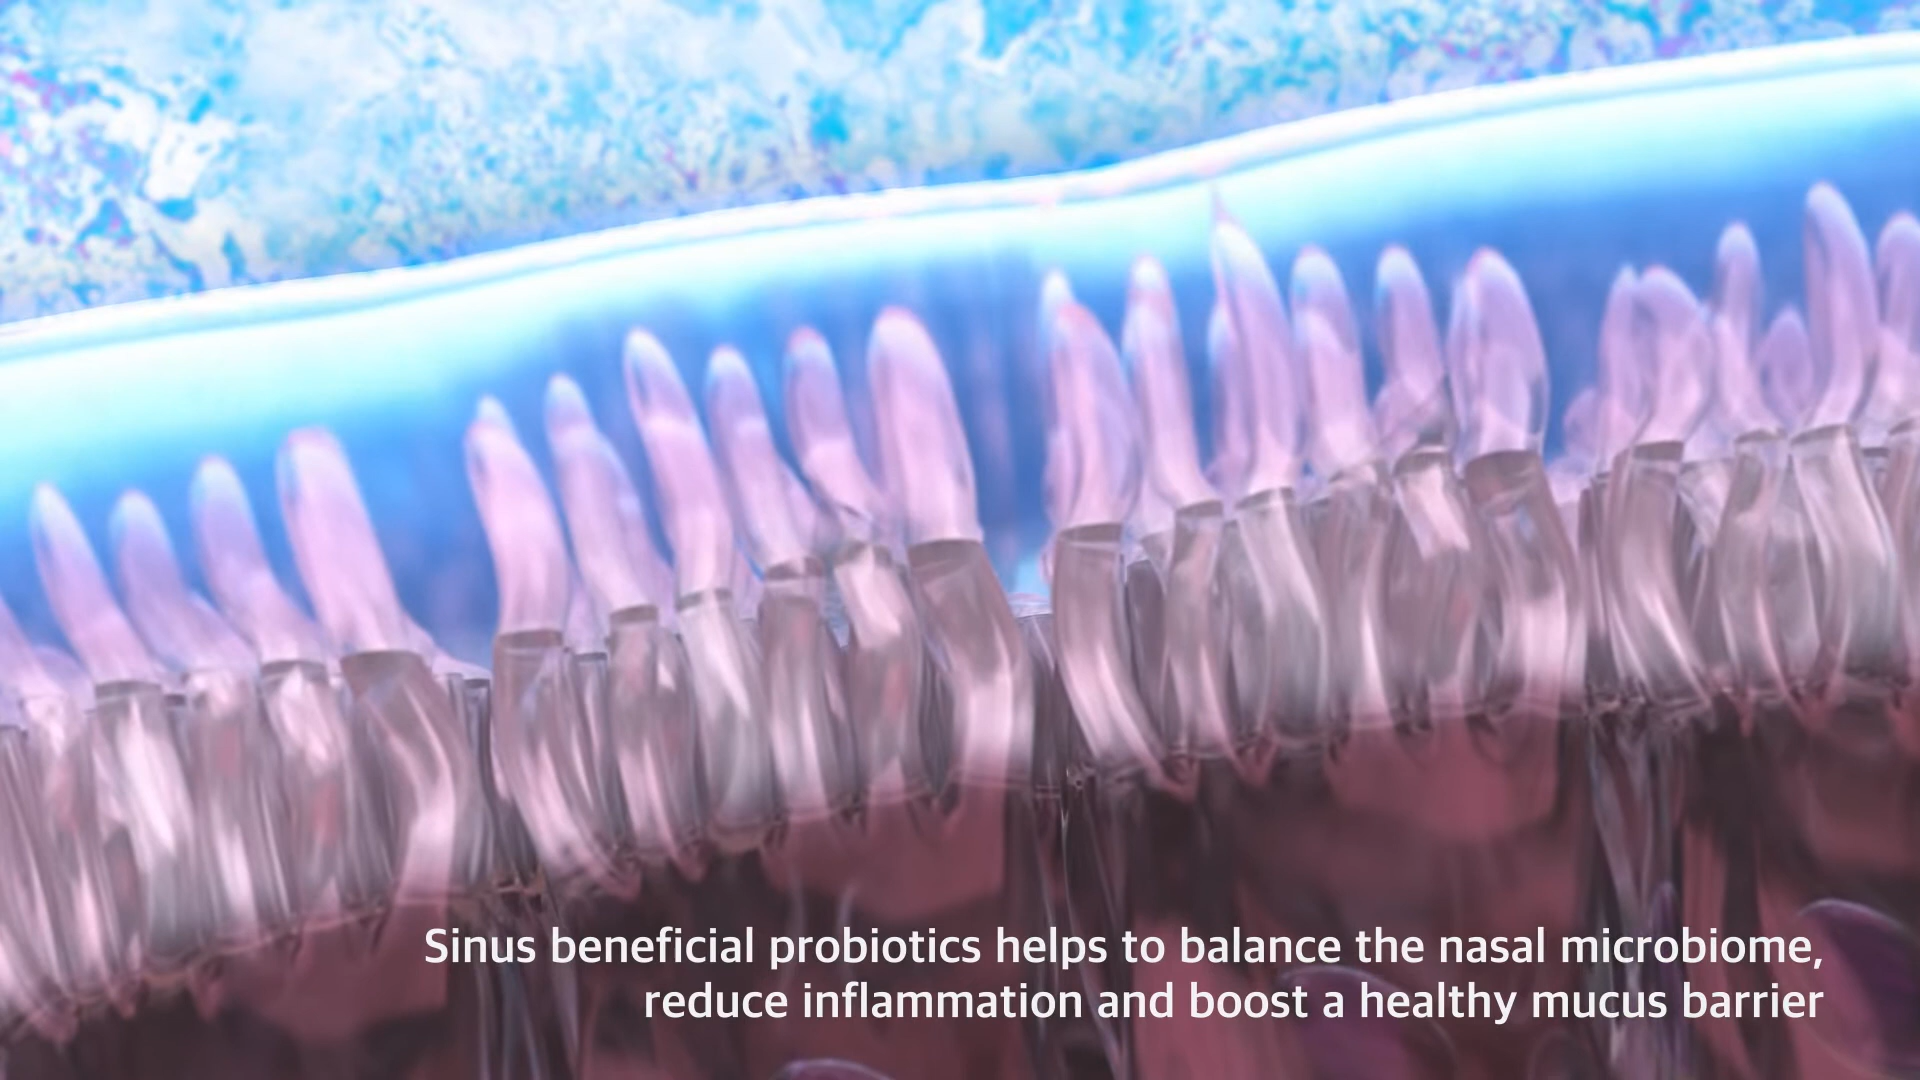 Sinus beneficial probiotics helps to balance the nasal microbiome,
reduce inflammation and boost a healthy mucus barrier